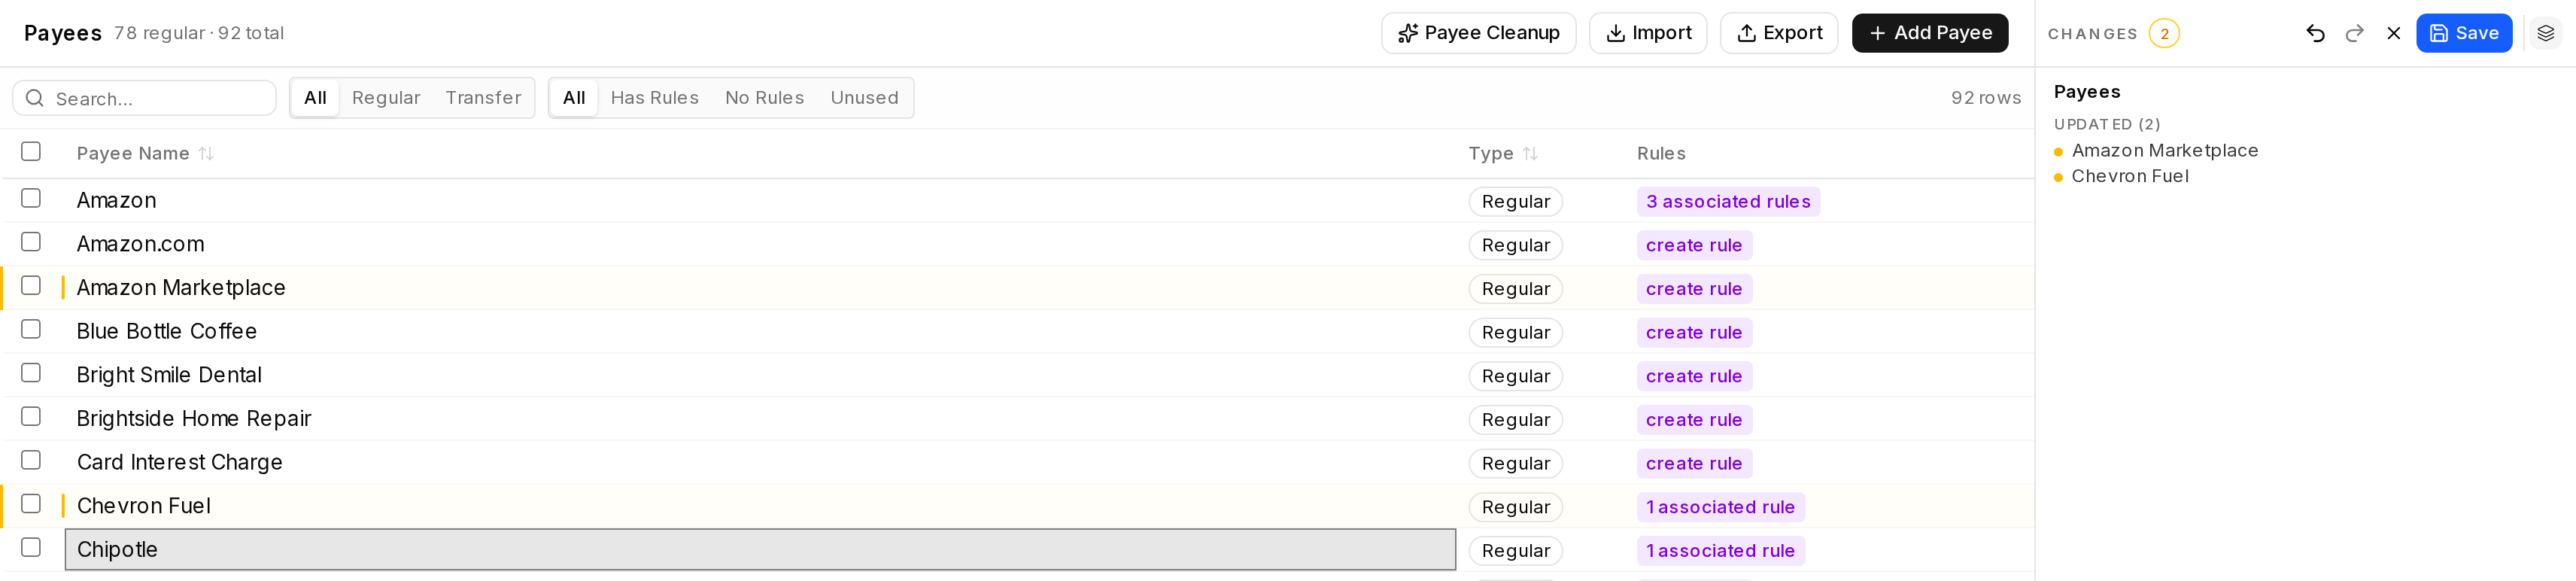 Payees 78 regular · 92 total Payee Cleanup Import Export Add Payee CHANGES 2 Save
Search... All Regular Transfer All Has Rules No Rules Unused 92 rows
Payees
UPDATED (2)
Amazon Marketplace
Chevron Fuel
Payee Name Type Rules
Amazon Regular 3 associated rules
Amazon.com Regular create rule
Amazon Marketplace Regular create rule
Blue Bottle Coffee Regular create rule
Bright Smile Dental Regular create rule
Brightside Home Repair Regular create rule
Card Interest Charge Regular create rule
Chevron Fuel Regular 1 associated rule
Chipotle Regular 1 associated rule